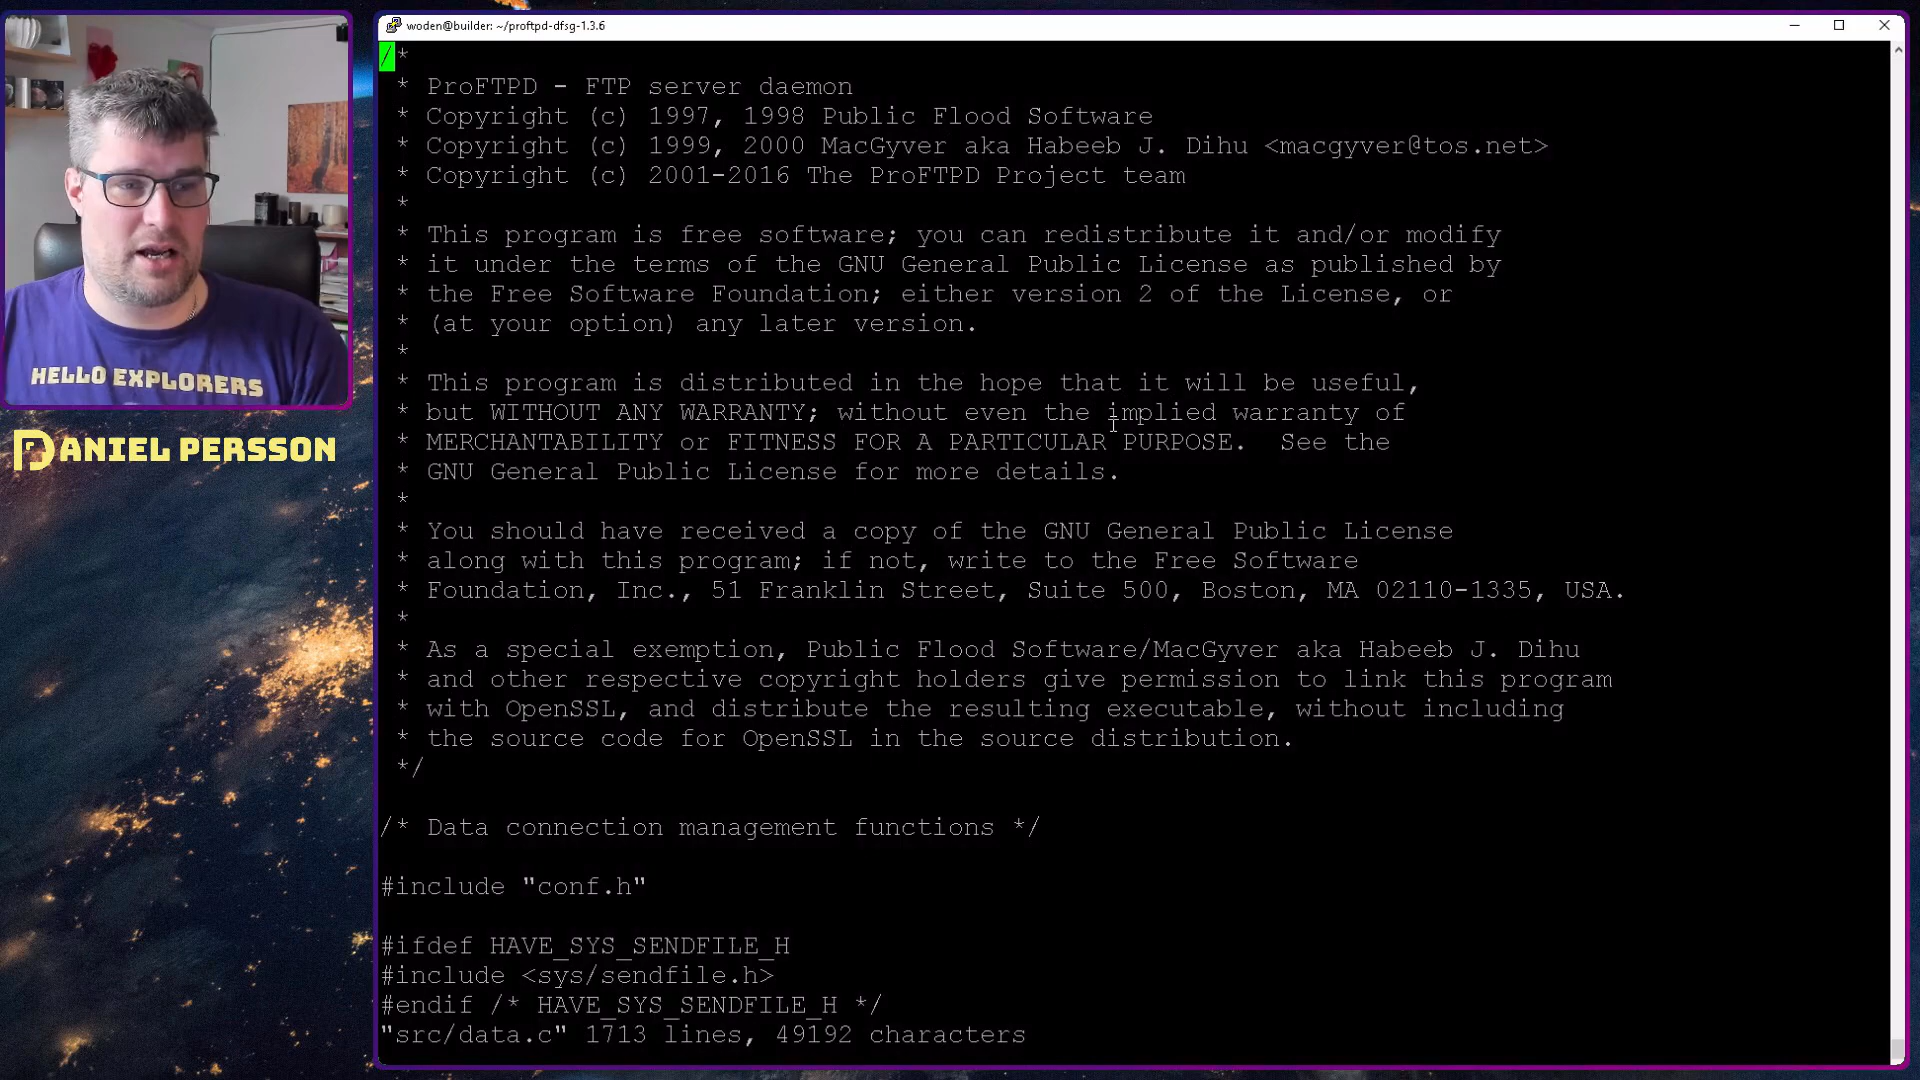 woden@builder: ~/proftpd-dfsg-1.3.6
/*
* ProFTPD - FTP server daemon
* Copyright (c) 1997, 1998 Public Flood Software
* Copyright (c) 1999, 2000 MacGyver aka Habeeb J. Dihu <macgyver@tos.net>
* Copyright (c) 2001-2016 The ProFTPD Project team
*
* This program is free software; you can redistribute it and/or modify
* it under the terms of the GNU General Public License as published by
* the Free Software Foundation; either version 2 of the License, or
* (at your option) any later version.
*
* This program is distributed in the hope that it will be useful,
* but WITHOUT ANY WARRANTY; without even the implied warranty of
* MERCHANTABILITY or FITNESS FOR A PARTICULAR PURPOSE.  See the
* GNU General Public License for more details.
*
* You should have received a copy of the GNU General Public License
* along with this program; if not, write to the Free Software
* Foundation, Inc., 51 Franklin Street, Suite 500, Boston, MA 02110-1335, USA.
*
* As a special exemption, Public Flood Software/MacGyver aka Habeeb J. Dihu
* and other respective copyright holders give permission to link this program
* with OpenSSL, and distribute the resulting executable, without including
* the source code for OpenSSL in the source distribution.
*/
/* Data connection management functions */
#include "conf.h"
#ifdef HAVE_SYS_SENDFILE_H
#include <sys/sendfile.h>
#endif /* HAVE_SYS_SENDFILE_H */
"src/data.c" 1713 lines, 49192 characters
HELLO EXPLORERS
DANIEL PERSSON